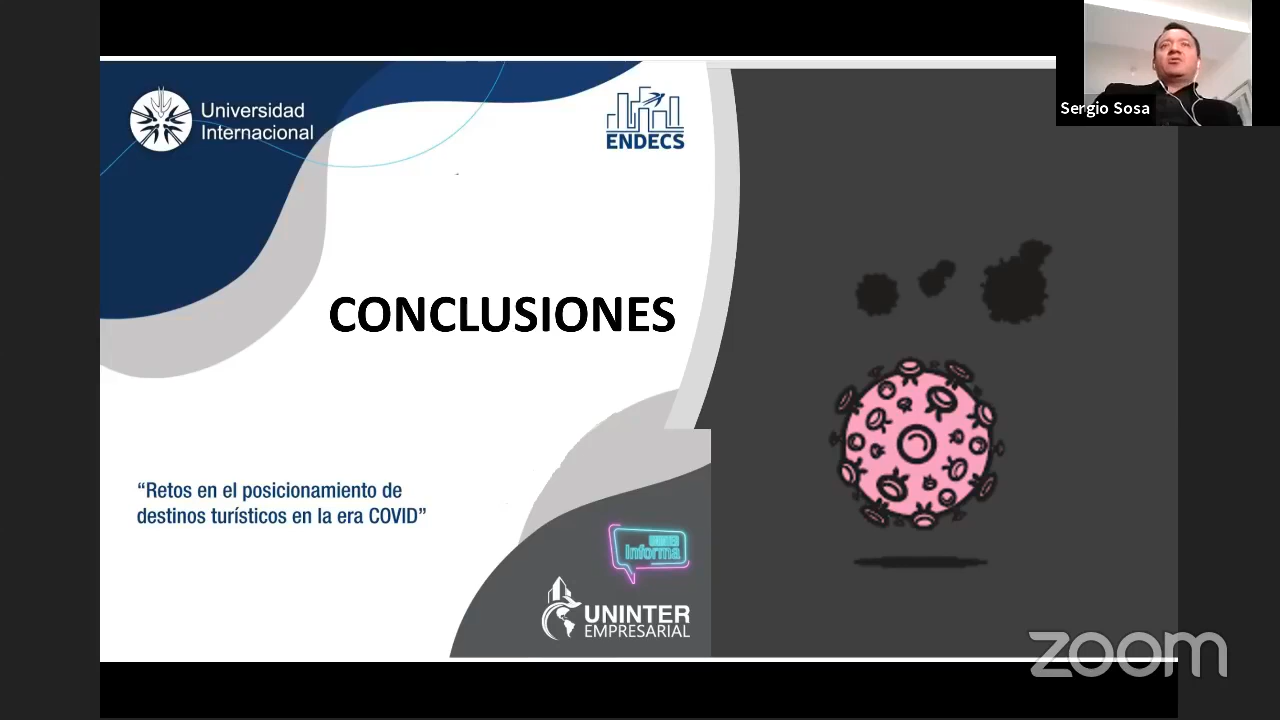 Sergio Sosa
Universidad
Internacional
ENDECS
CONCLUSIONES
“Retos en el posicionamiento de
destinos turísticos en la era COVID”
UNINTER
Informa
UNINTER
EMPRESARIAL
zoom